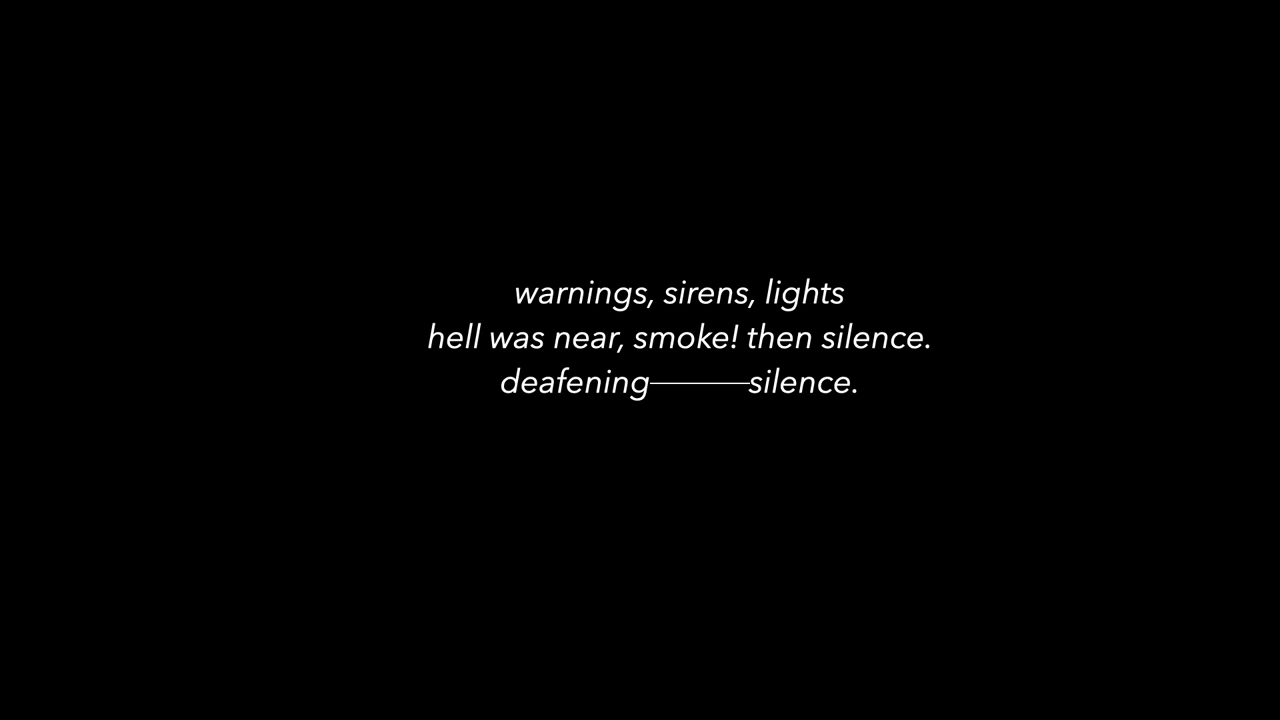 warnings, sirens, lights
hell was near, smoke! then silence.
deafening———silence.